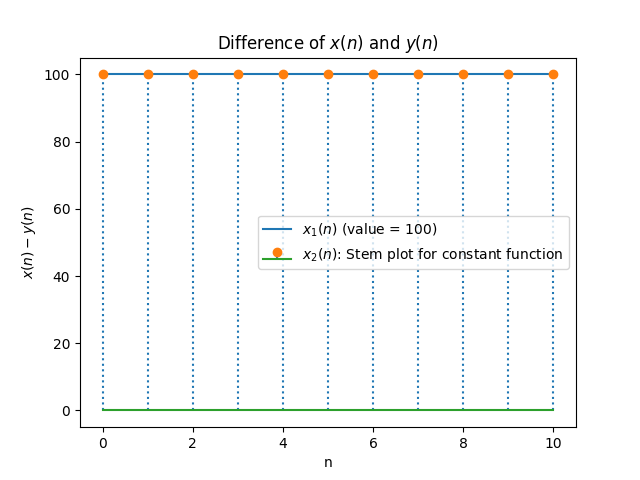 Difference of x(n) and y(n)
x(n) − y(n)
100
80
60
40
20
0
x₁(n) (value = 100)
x₂(n): Stem plot for constant function
0 2 4 6 8 10
n